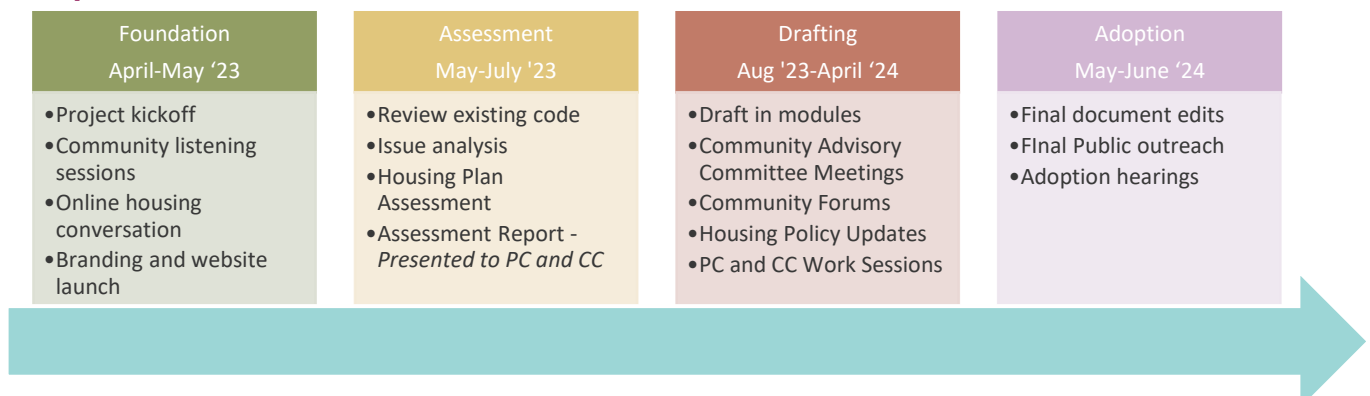 Foundation
April-May ‘23
•Project kickoff
•Community listening
sessions
•Online housing
conversation
•Branding and website
launch
Assessment
May-July '23
•Review existing code
•Issue analysis
•Housing Plan
Assessment
•Assessment Report -
Presented to PC and CC
Drafting
Aug '23-April ‘24
•Draft in modules
•Community Advisory
Committee Meetings
•Community Forums
•Housing Policy Updates
•PC and CC Work Sessions
Adoption
May-June ‘24
•Final document edits
•FInal Public outreach
•Adoption hearings